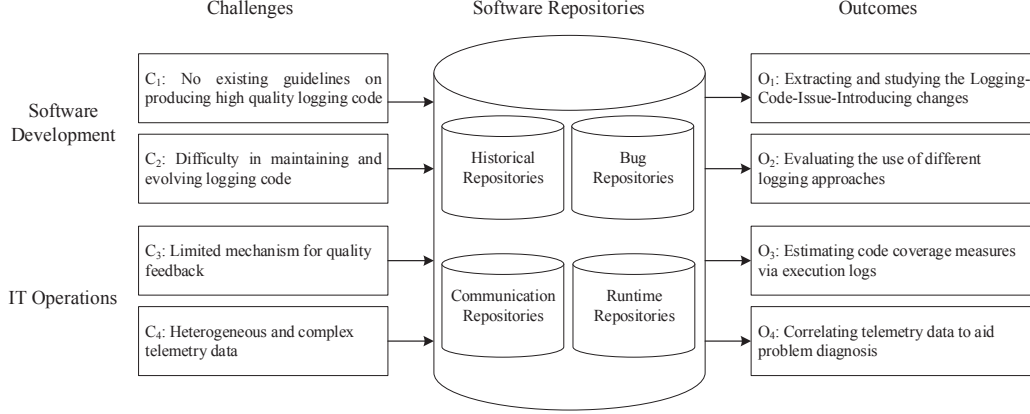 Challenges
Software Repositories
Outcomes
Software
Development
C₁: No existing guidelines on
producing high quality logging code
C₂: Difficulty in maintaining and
evolving logging code
Historical
Repositories
Bug
Repositories
O₁: Extracting and studying the Logging-
Code-Issue-Introducing changes
O₂: Evaluating the use of different
logging approaches
IT Operations
C₃: Limited mechanism for quality
feedback
C₄: Heterogeneous and complex
telemetry data
Communication
Repositories
Runtime
Repositories
O₃: Estimating code coverage measures
via execution logs
O₄: Correlating telemetry data to aid
problem diagnosis